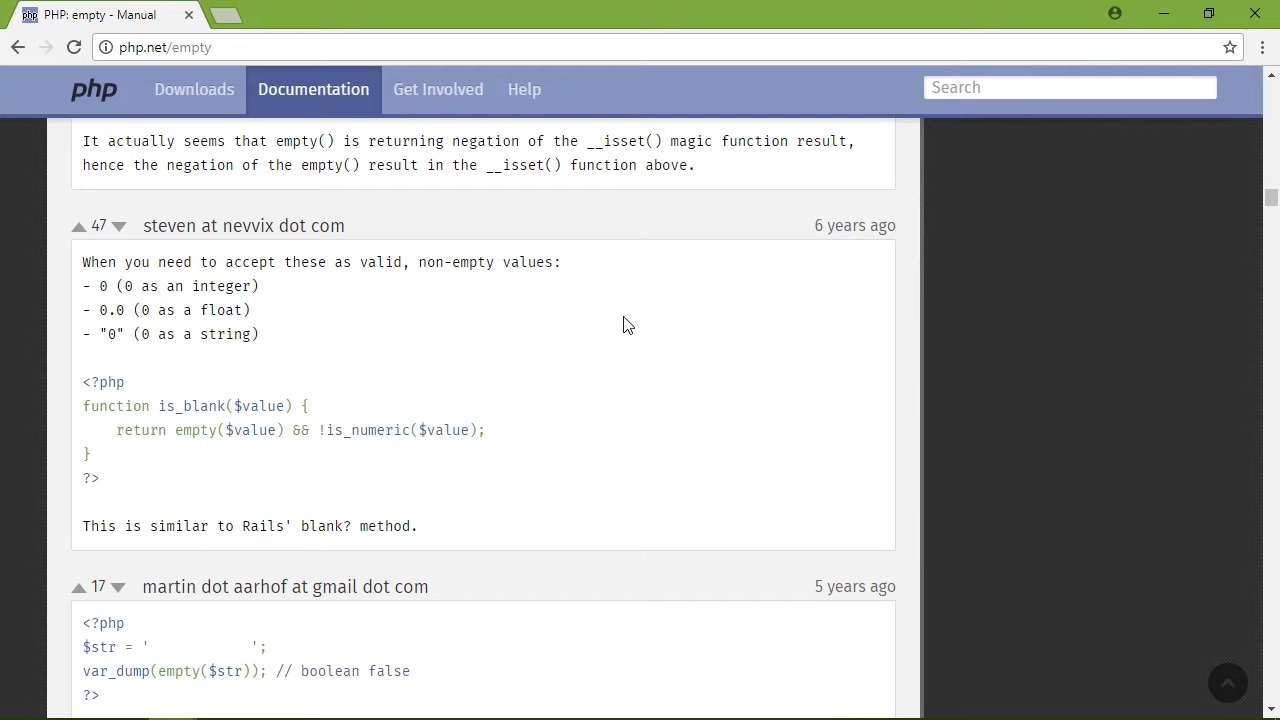 PHP: empty - Manual
php.net/empty
php Downloads Documentation Get Involved Help Search
It actually seems that empty() is returning negation of the __isset() magic function result,
hence the negation of the empty() result in the __isset() function above.
47 steven at nevvix dot com 6 years ago
When you need to accept these as valid, non-empty values:
- 0 (0 as an integer)
- 0.0 (0 as a float)
- "0" (0 as a string)
<?php
function is_blank($value) {
    return empty($value) && !is_numeric($value);
}
?>
This is similar to Rails' blank? method.
17 martin dot aarhof at gmail dot com 5 years ago
<?php
$str = '            ';
var_dump(empty($str)); // boolean false
?>